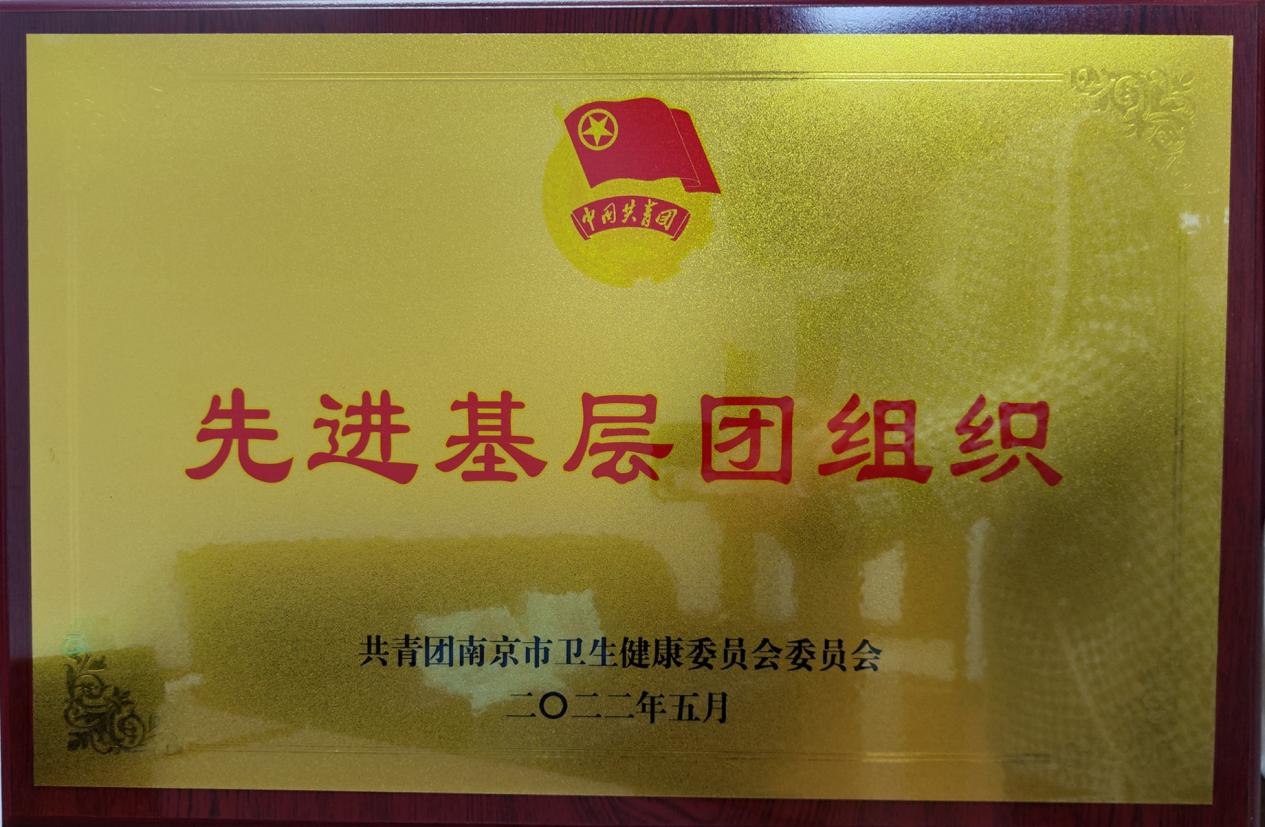 中国共青团
先进基层团组织
共青团南京市卫生健康委员会委员会
二〇二二年五月